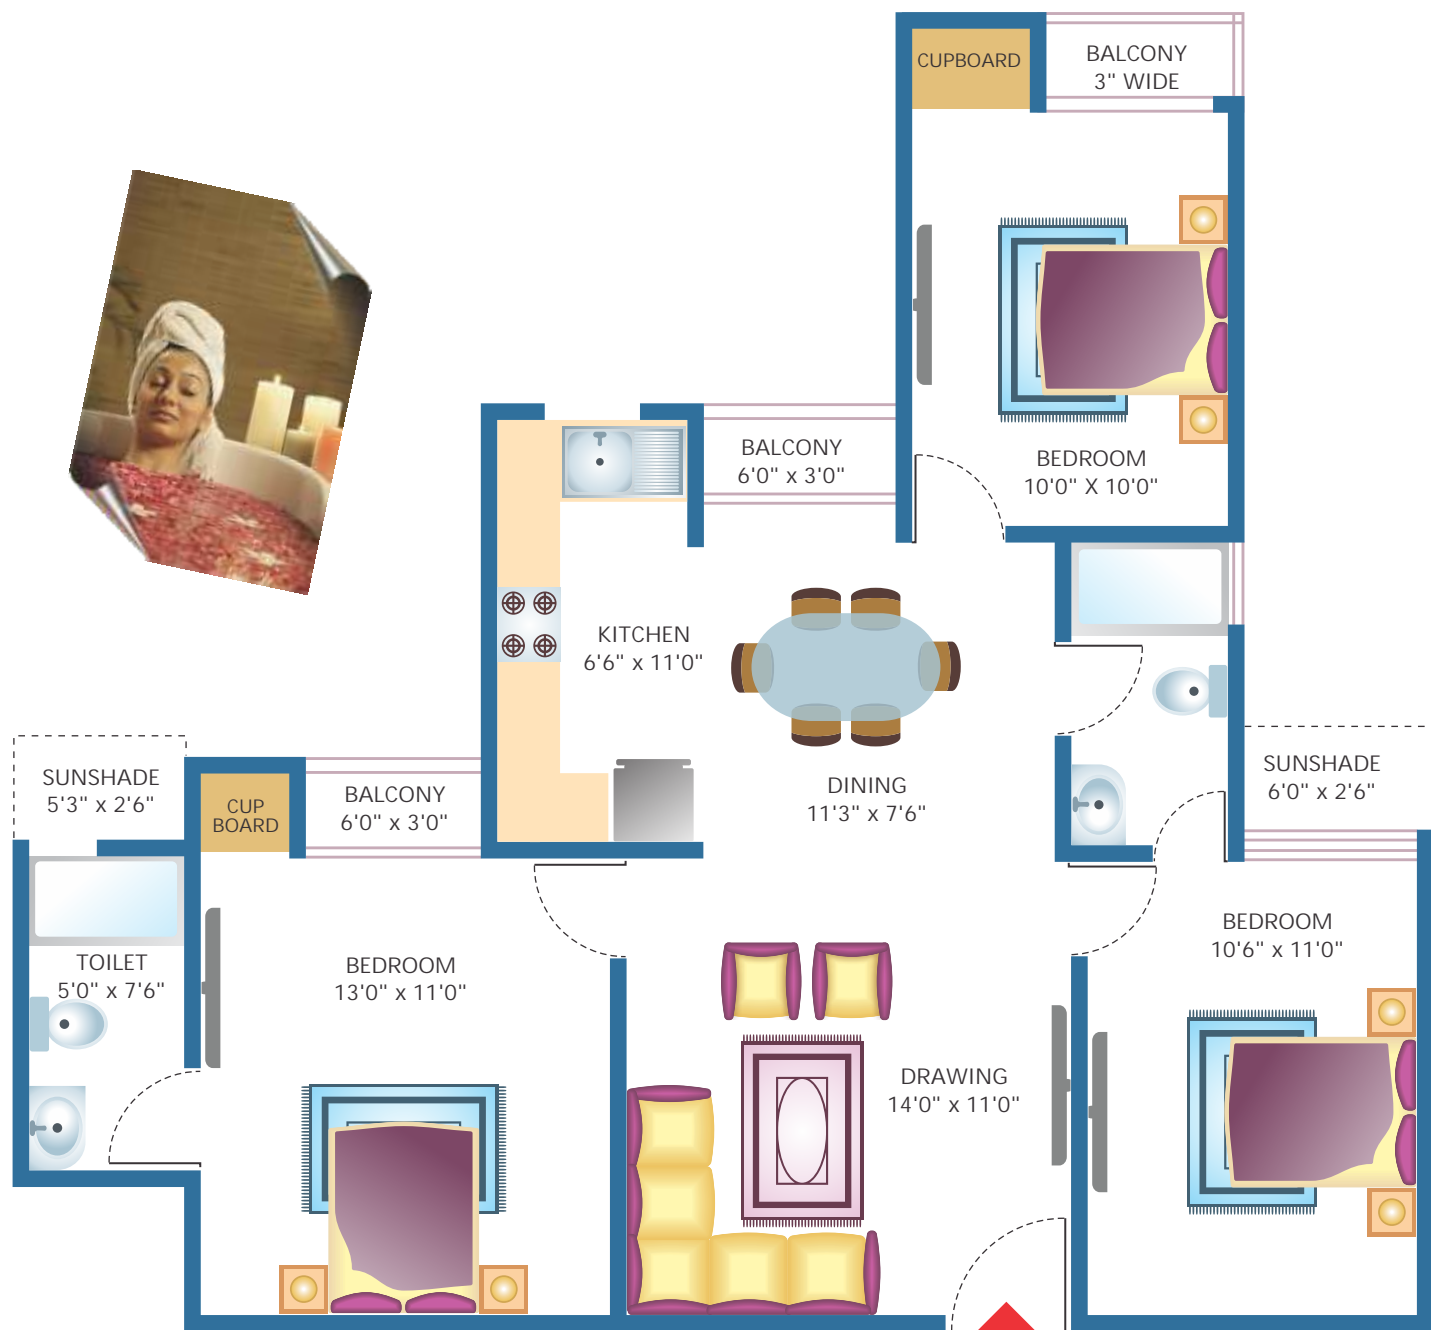 CUPBOARD
BALCONY
3" WIDE
BALCONY
6'0" x 3'0"
BEDROOM
10'0" X 10'0"
KITCHEN
6'6" x 11'0"
DINING
11'3" x 7'6"
SUNSHADE
5'3" x 2'6"
CUP
BOARD
BALCONY
6'0" x 3'0"
SUNSHADE
6'0" x 2'6"
TOILET
5'0" x 7'6"
BEDROOM
13'0" x 11'0"
BEDROOM
10'6" x 11'0"
DRAWING
14'0" x 11'0"